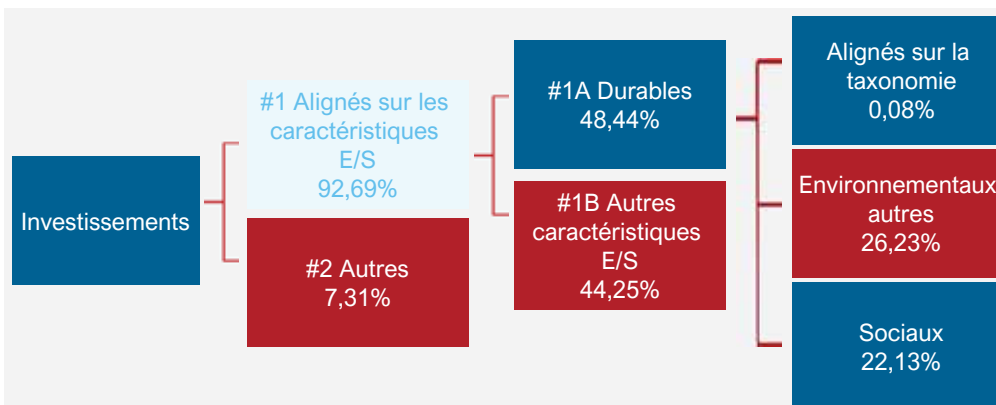 Investissements
#1 Alignés sur les
caractéristiques
E/S
92,69%
#2 Autres
7,31%
#1A Durables
48,44%
#1B Autres
caractéristiques
E/S
44,25%
Alignés sur la
taxonomie
0,08%
Environnementaux
autres
26,23%
Sociaux
22,13%